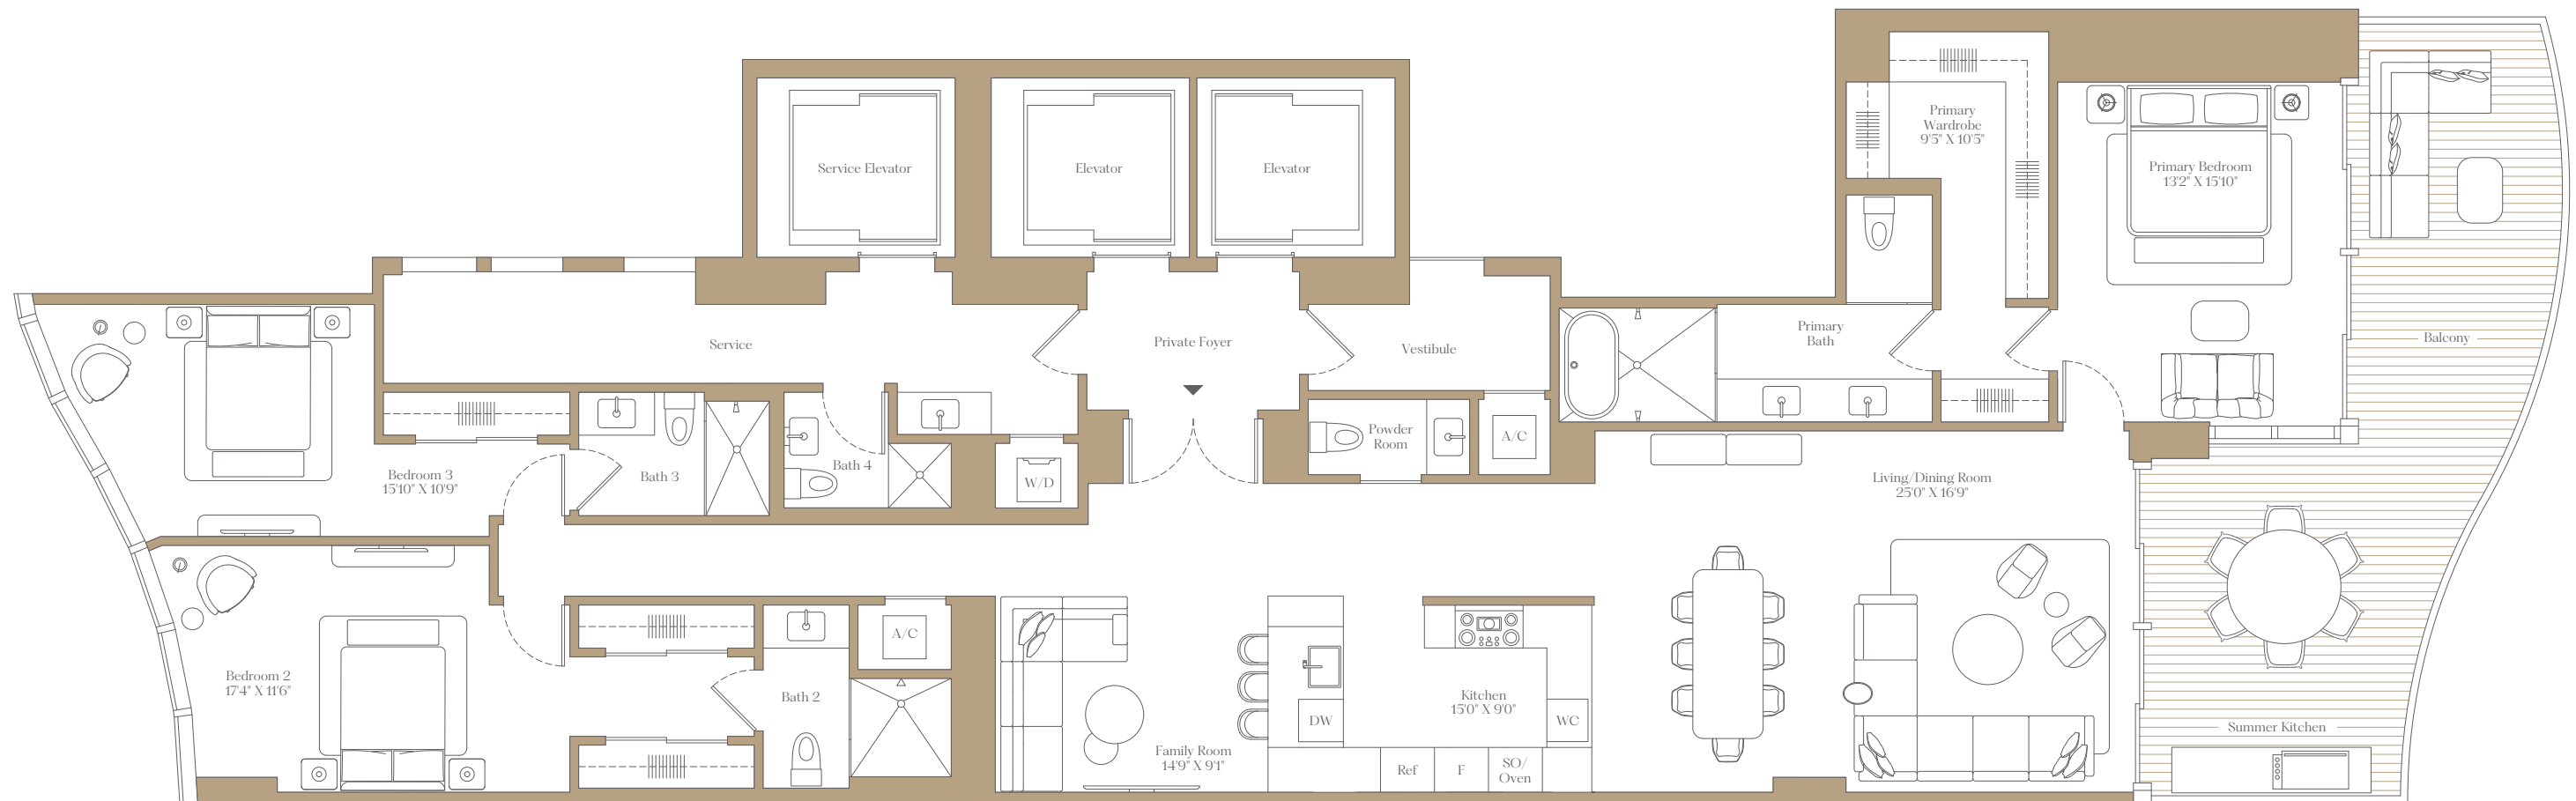 Service Elevator
Elevator
Elevator
Primary
Wardrobe
9'5" X 10'5"
Primary Bedroom
13'2" X 15'10"
Balcony
Service
Private Foyer
Vestibule
Primary
Bath
Bedroom 3
15'10" X 10'9"
Bath 3
Bath 4
W/D
Powder
Room
A/C
Living/Dining Room
25'0" X 16'9"
Bedroom 2
17'4" X 11'6"
Bath 2
A/C
Family Room
14'9" X 9'1"
DW
Kitchen
15'0" X 9'0"
WC
Ref
F
SO/
Oven
Summer Kitchen